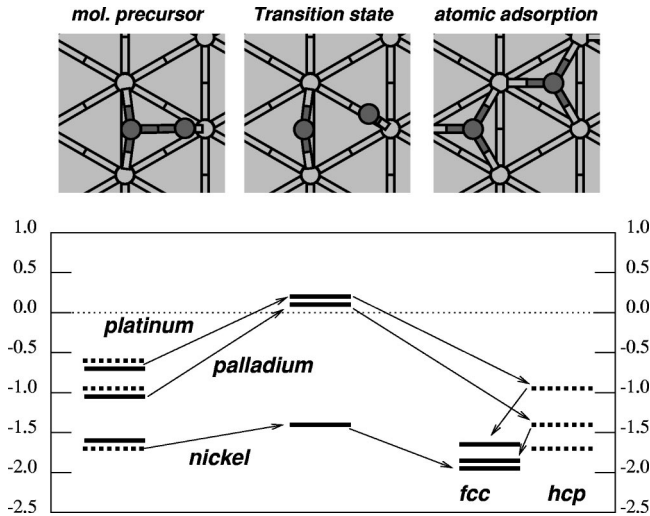 mol. precursor Transition state atomic adsorption
1.0 1.0
0.5 0.5
0.0 0.0
platinum
-0.5 -0.5
palladium
-1.0 -1.0
-1.5 -1.5
nickel
-2.0 -2.0
fcc hcp
-2.5 -2.5